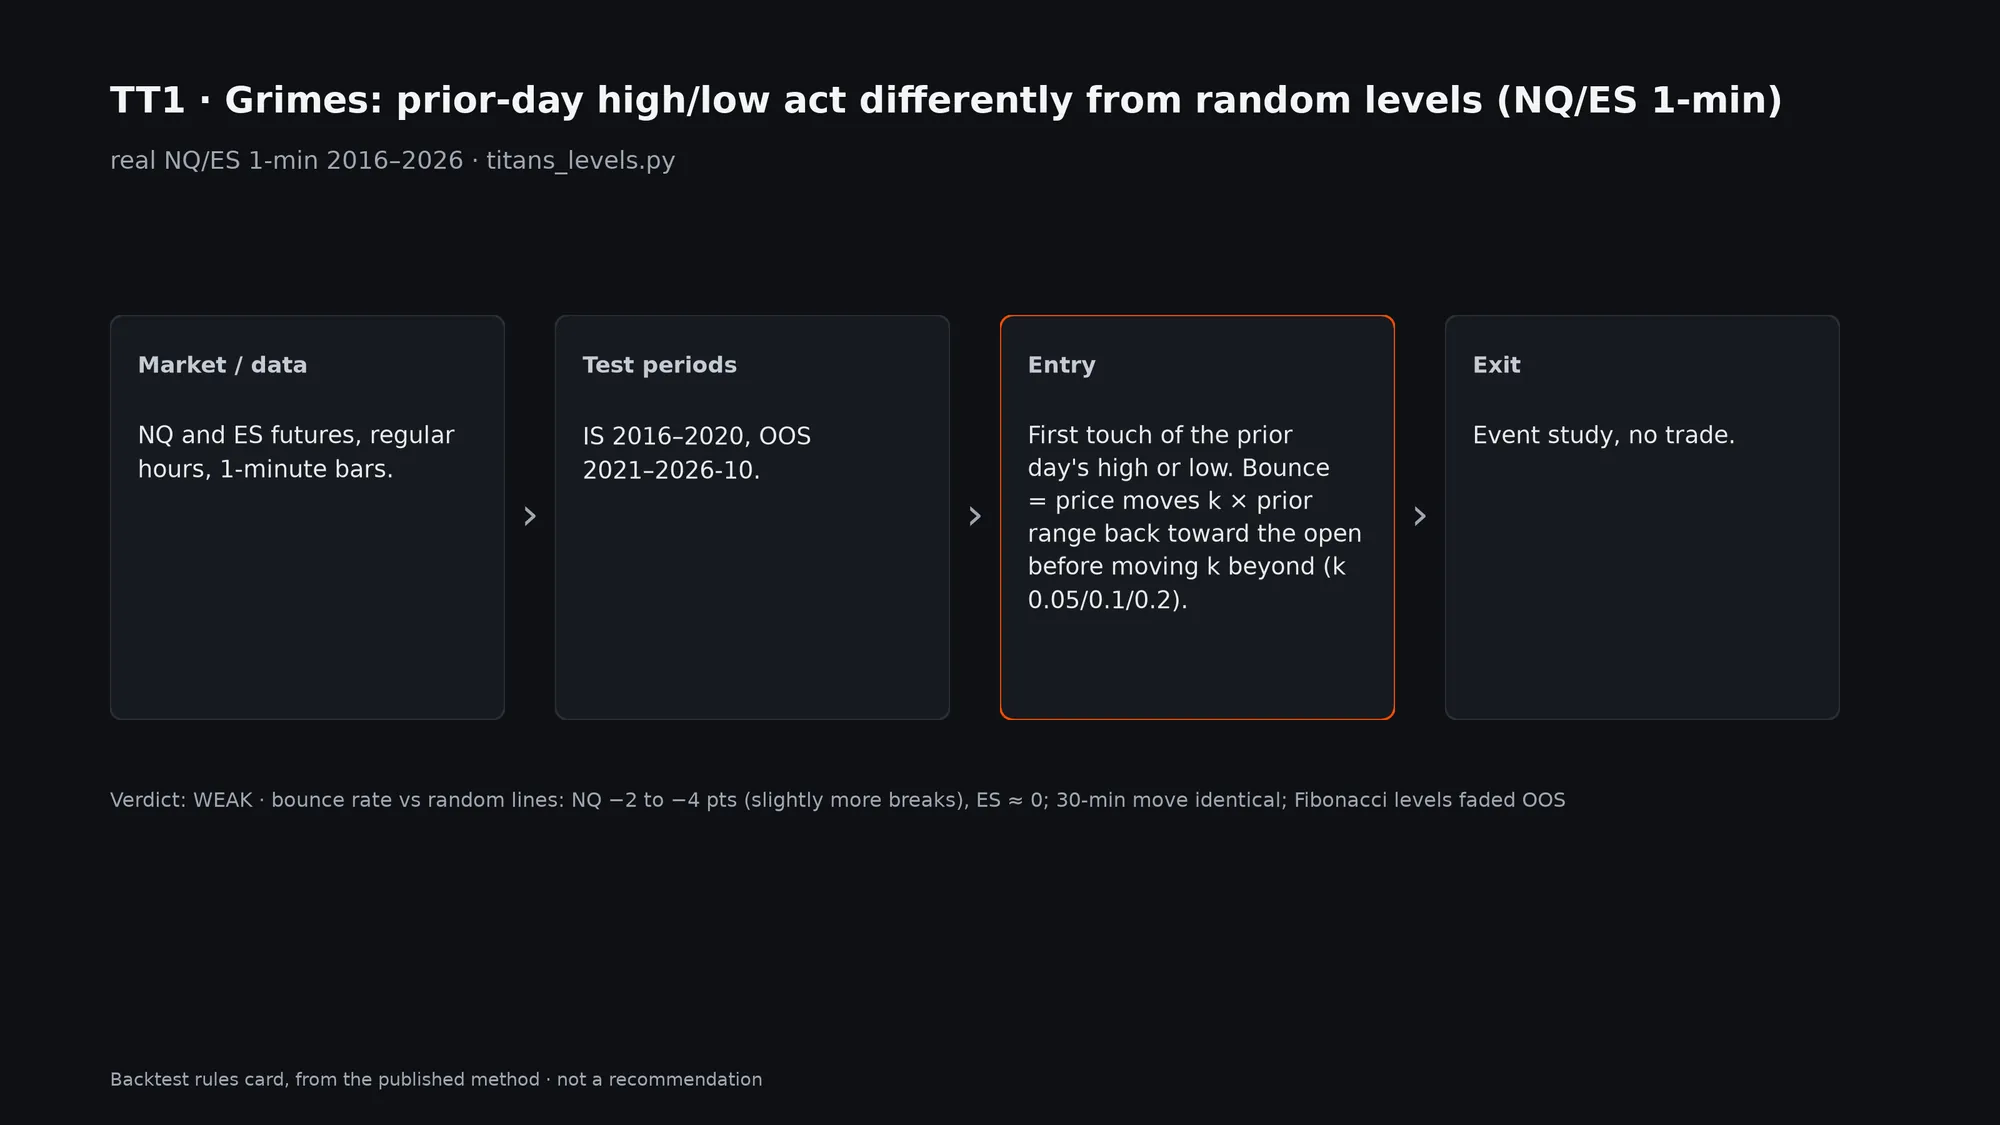 TT1 · Grimes: prior-day high/low act differently from random levels (NQ/ES 1-min)
real NQ/ES 1-min 2016–2026 · titans_levels.py
Market / data
NQ and ES futures, regular
hours, 1-minute bars.
›
Test periods
IS 2016–2020, OOS
2021–2026-10.
›
Entry
First touch of the prior
day's high or low. Bounce
= price moves k × prior
range back toward the open
before moving k beyond (k
0.05/0.1/0.2).
›
Exit
Event study, no trade.
Verdict: WEAK · bounce rate vs random lines: NQ −2 to −4 pts (slightly more breaks), ES ≈ 0; 30-min move identical; Fibonacci levels faded OOS
Backtest rules card, from the published method · not a recommendation